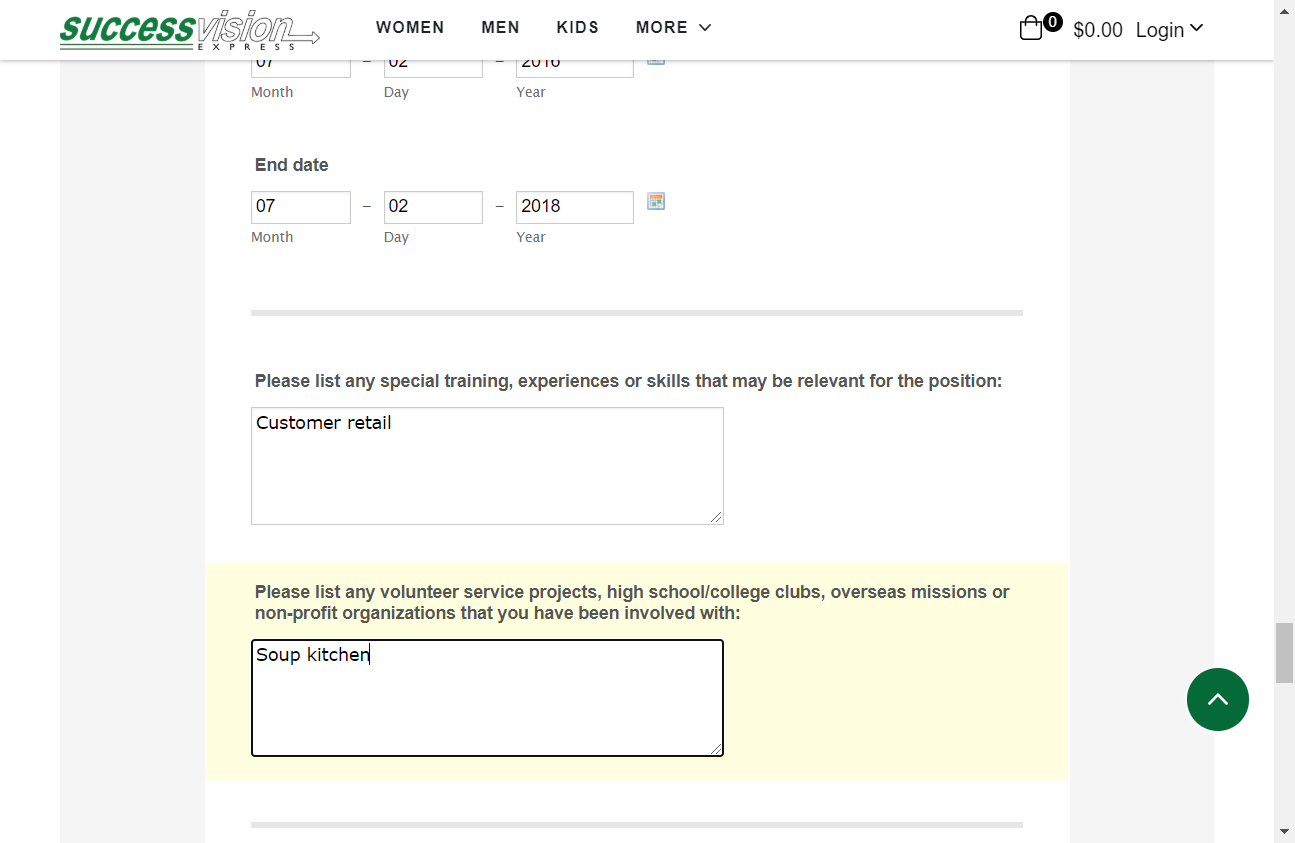 successvision
EXPRESS
WOMEN MEN KIDS MORE
0 $0.00 Login
07 – 02 – 2016
Month Day Year
End date
07 – 02 – 2018
Month Day Year
Please list any special training, experiences or skills that may be relevant for the position:
Customer retail
Please list any volunteer service projects, high school/college clubs, overseas missions or
non-profit organizations that you have been involved with:
Soup kitchen